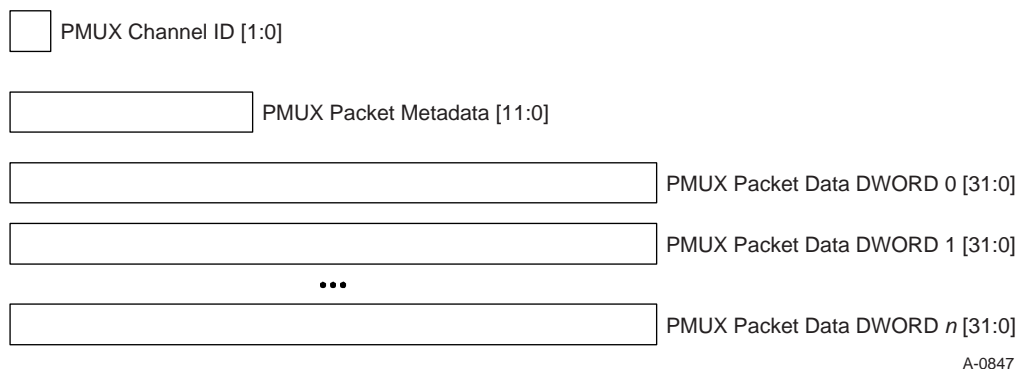 PMUX Channel ID [1:0]
PMUX Packet Metadata [11:0]
PMUX Packet Data DWORD 0 [31:0]
PMUX Packet Data DWORD 1 [31:0]
•••
PMUX Packet Data DWORD n [31:0]
A-0847